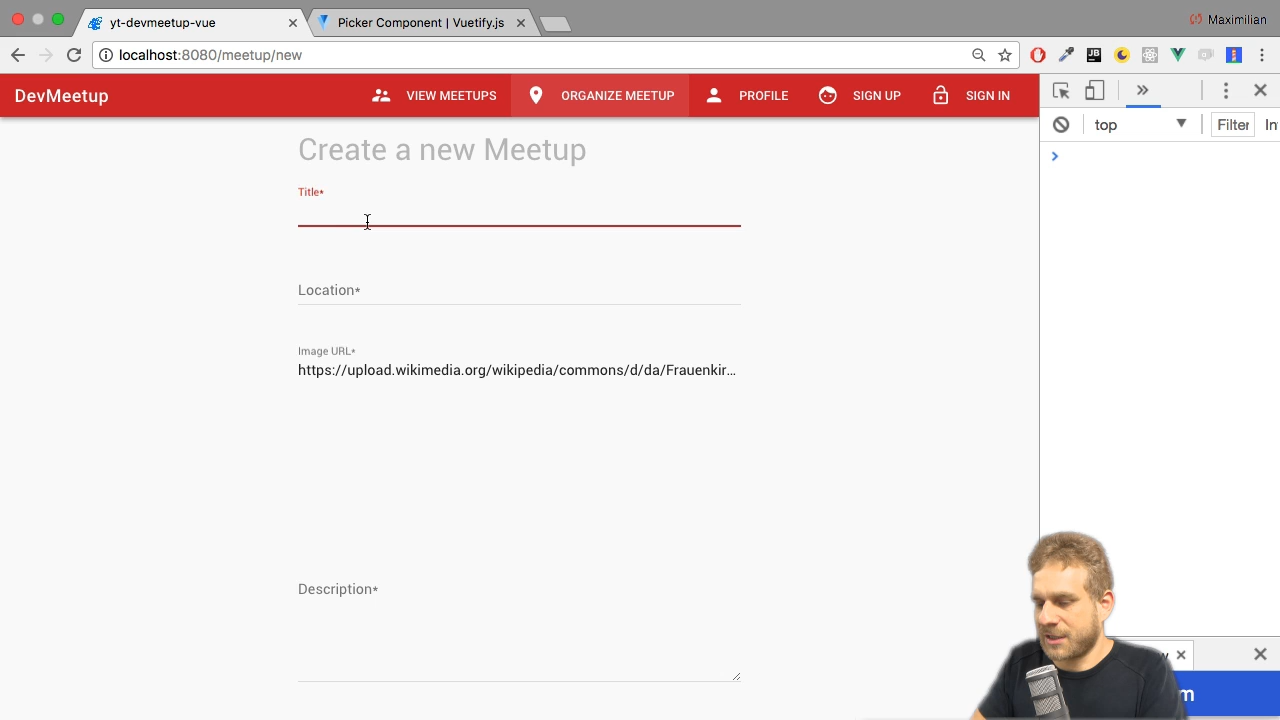 yt-devmeetup-vue
Picker Component | Vuetify.js
Maximilian
localhost:8080/meetup/new
JB
DevMeetup
VIEW MEETUPS
ORGANIZE MEETUP
PROFILE
SIGN UP
SIGN IN
top
Filter
In
Create a new Meetup
Title*
Location*
Image URL*
https://upload.wikimedia.org/wikipedia/commons/d/da/Frauenkir...
Description*